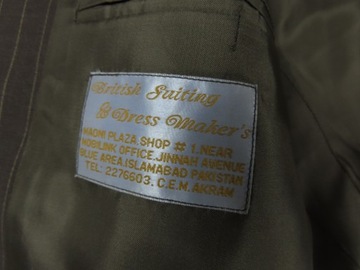 British Suiting
& Dress Maker's
NAOMI PLAZA. SHOP # 1. NEAR
MOBILINK OFFICE. JINNAH AVENUE
BLUE AREA. ISLAMABAD PAKISTAN
TEL: 2276603. C.E.M. AKRAM